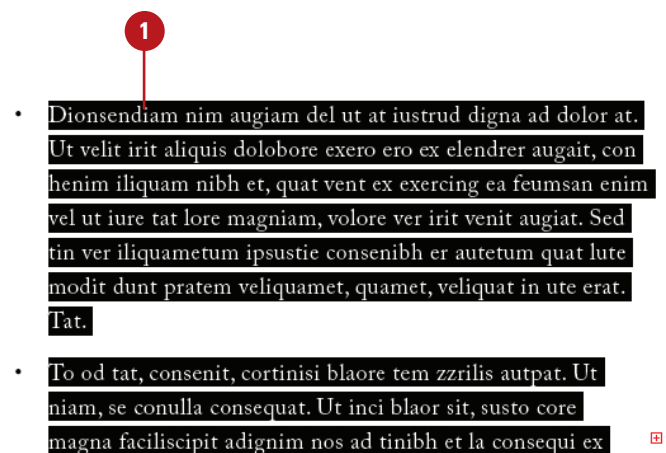 1
• Dionsendiam nim augiam del ut at iustrud digna ad dolor at.
Ut velit irit aliquis dolobore exero ero ex elendrer augait, con
henim iliquam nibh et, quat vent ex exercing ea feumsan enim
vel ut iure tat lore magniam, volore ver irit venit augiat. Sed
tin ver iliquametum ipsustie consenibh er autetum quat lute
modit dunt pratem veliquamet, quamet, veliquat in ute erat.
Tat.
• To od tat, consenit, cortinisi blaore tem zzrilis autpat. Ut
niam, se conulla consequat. Ut inci blaor sit, susto core
magna faciliscipit adignim nos ad tinibh et la consequi ex